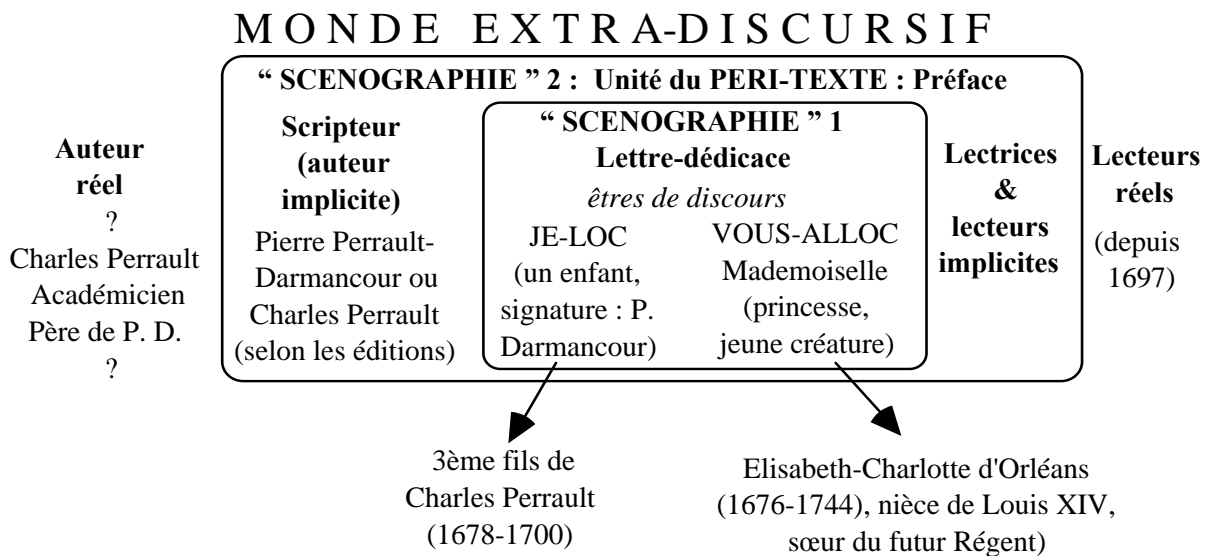 MONDE EXTRA-DISCURSIF
“ SCENOGRAPHIE ” 2 : Unité du PERI-TEXTE : Préface
Auteur
réel
?
Charles Perrault
Académicien
Père de P. D.
?
Scripteur
(auteur
implicite)
Pierre Perrault-
Darmancour ou
Charles Perrault
(selon les éditions)
“ SCENOGRAPHIE ” 1
Lettre-dédicace
êtres de discours
JE-LOC
(un enfant,
signature : P.
Darmancour)
VOUS-ALLOC
Mademoiselle
(princesse,
jeune créature)
Lectrices
&
lecteurs
implicites
Lecteurs
réels
(depuis
1697)
3ème fils de
Charles Perrault
(1678-1700)
Elisabeth-Charlotte d'Orléans
(1676-1744), nièce de Louis XIV,
sœur du futur Régent)